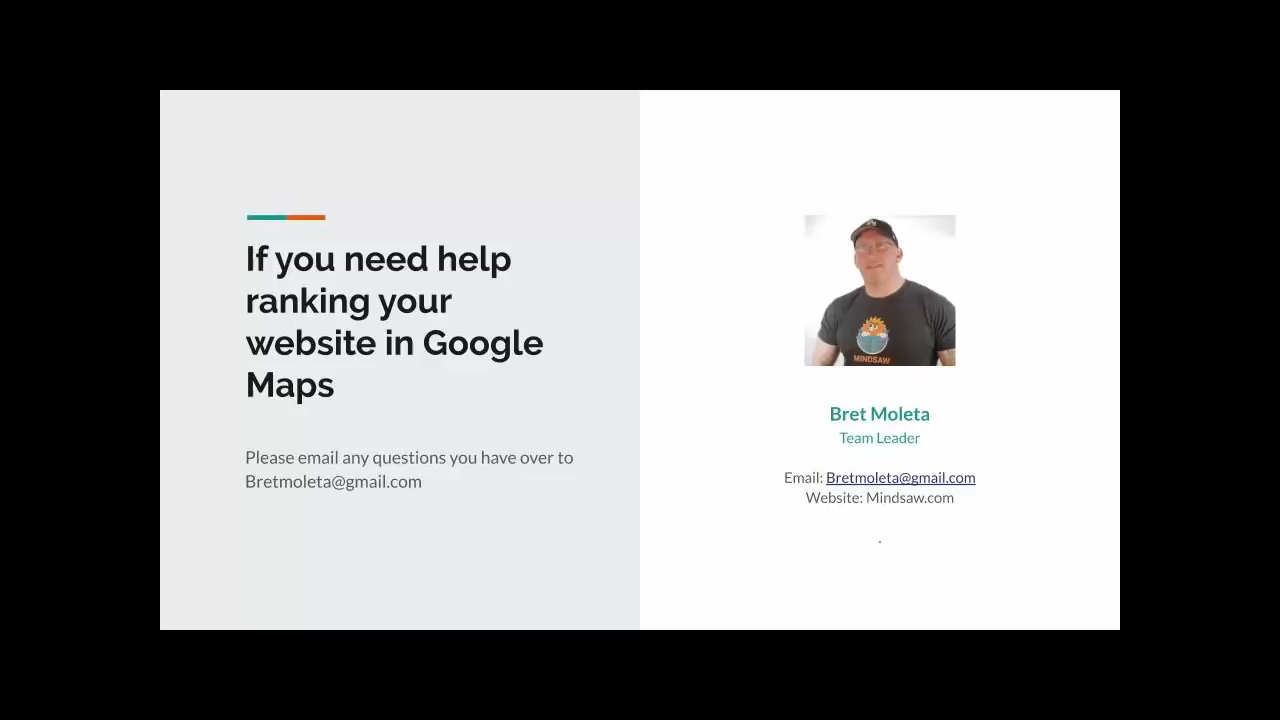 If you need help
ranking your
website in Google
Maps
Please email any questions you have over to
Bretmoleta@gmail.com
MINDSAW
Bret Moleta
Team Leader
Email: Bretmoleta@gmail.com
Website: Mindsaw.com
.